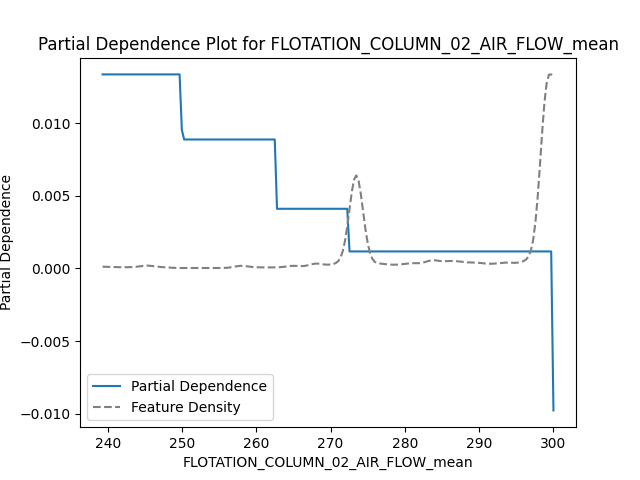 Partial Dependence Plot for FLOTATION_COLUMN_02_AIR_FLOW_mean
Partial Dependence
0.010
0.005
0.000
−0.005
−0.010
Partial Dependence
Feature Density
240 250 260 270 280 290 300
FLOTATION_COLUMN_02_AIR_FLOW_mean